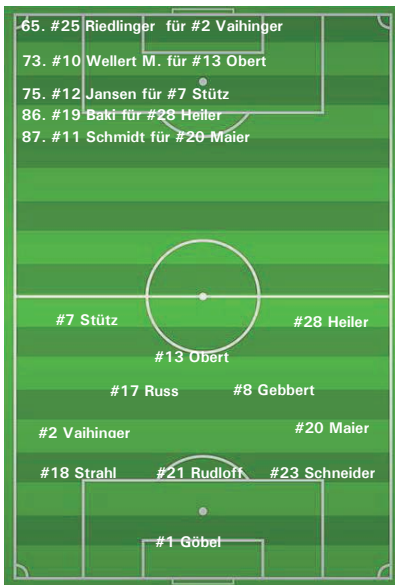 65. #25 Riedlinger für #2 Vaihinger
73. #10 Wellert M. für #13 Obert
75. #12 Jansen für #7 Stütz
86. #19 Baki für #28 Heiler
87. #11 Schmidt für #20 Maier
#7 Stütz #28 Heiler
#13 Obert
#17 Russ #8 Gebbert
#2 Vaihinger #20 Maier
#18 Strahl #21 Rudloff #23 Schneider
#1 Göbel